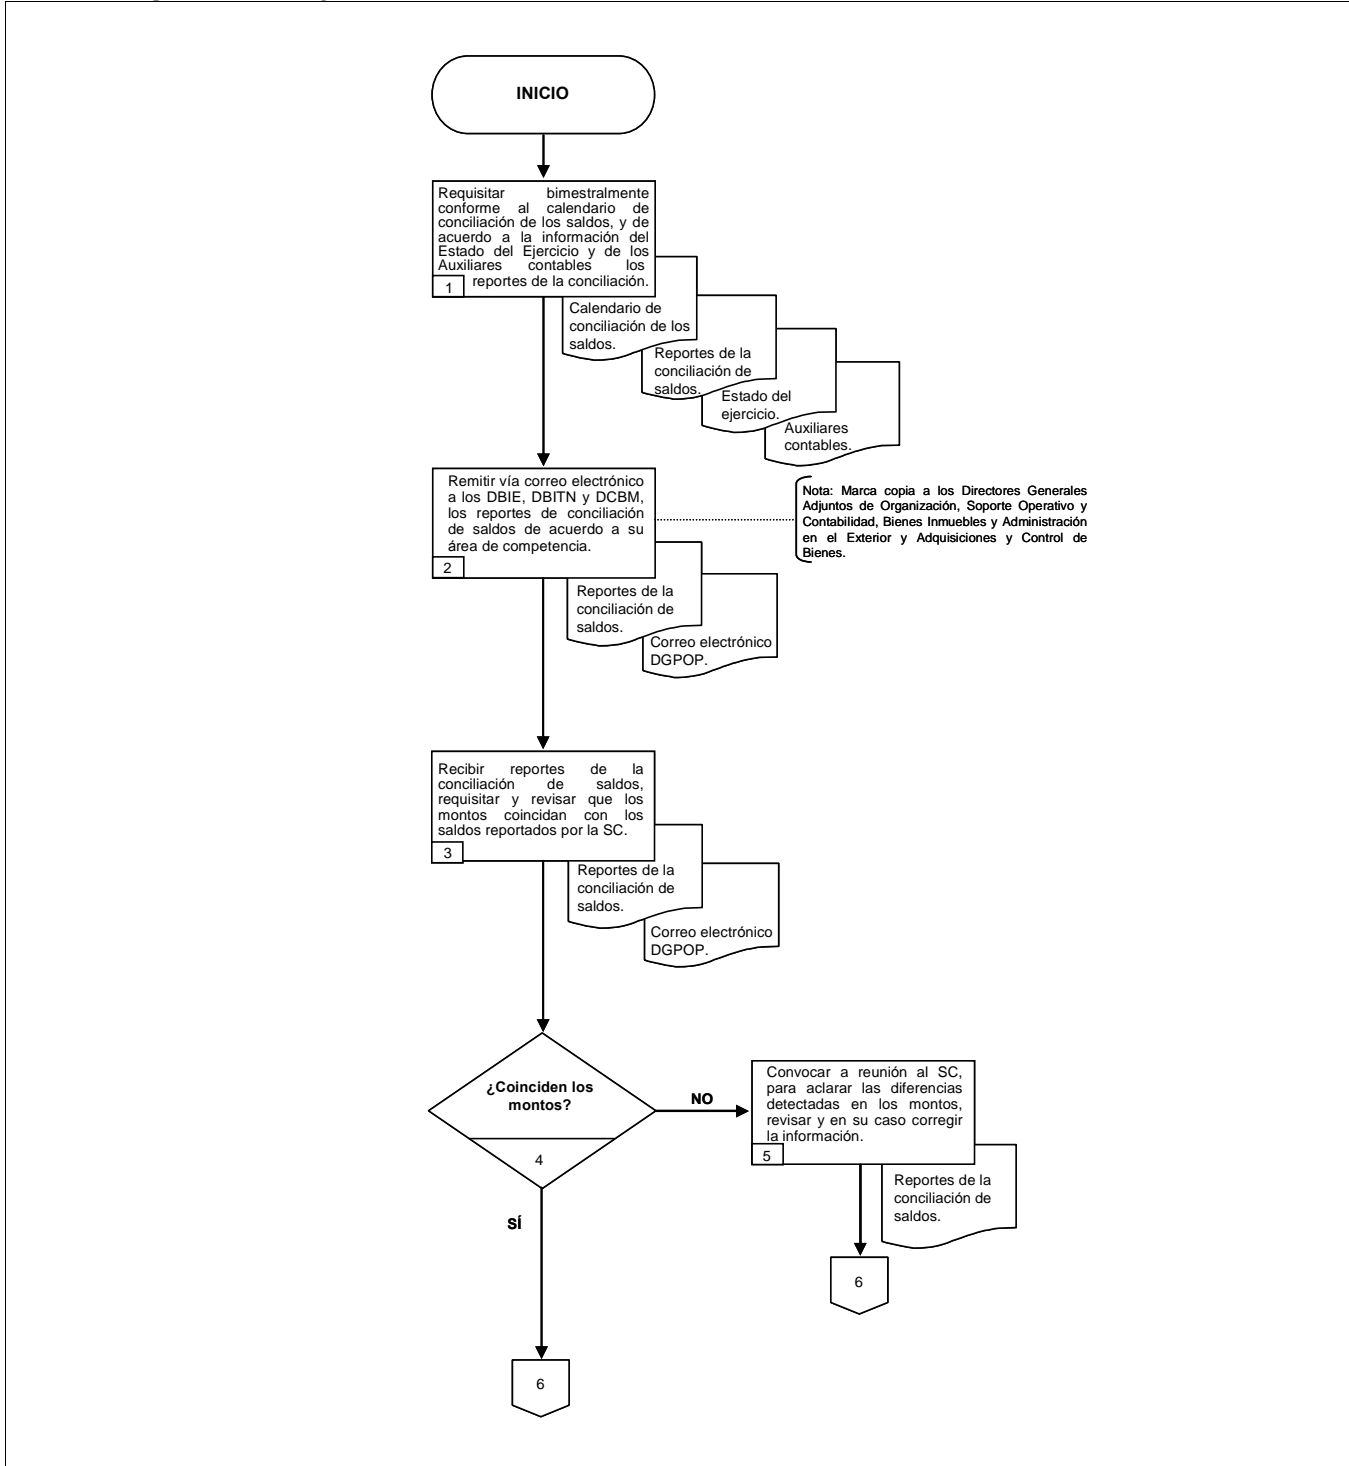 INICIO
Requisitar bimestralmente
conforme al calendario de
conciliación de los saldos, y de
acuerdo a la información del
Estado del Ejercicio y de los
Auxiliares contables los
reportes de la conciliación.
1
Calendario de
conciliación de los
saldos.
Reportes de la
conciliación de
saldos.
Estado del
ejercicio.
Auxiliares
contables.
Remitir vía correo electrónico
a los DBIE, DBITN y DCBM,
los reportes de conciliación
de saldos de acuerdo a su
área de competencia.
2
Nota: Marca copia a los Directores Generales
Adjuntos de Organización, Soporte Operativo y
Contabilidad, Bienes Inmuebles y Administración
en el Exterior y Adquisiciones y Control de
Bienes.
Reportes de la
conciliación de
saldos.
Correo electrónico
DGPOP.
Recibir reportes de la
conciliación de saldos,
requisitar y revisar que los
montos coincidan con los
saldos reportados por la SC.
3
Reportes de la
conciliación de
saldos.
Correo electrónico
DGPOP.
¿Coinciden los
montos?
4
NO
Convocar a reunión al SC,
para aclarar las diferencias
detectadas en los montos,
revisar y en su caso corregir
la información.
5
Reportes de la
conciliación de
saldos.
SÍ
6
6